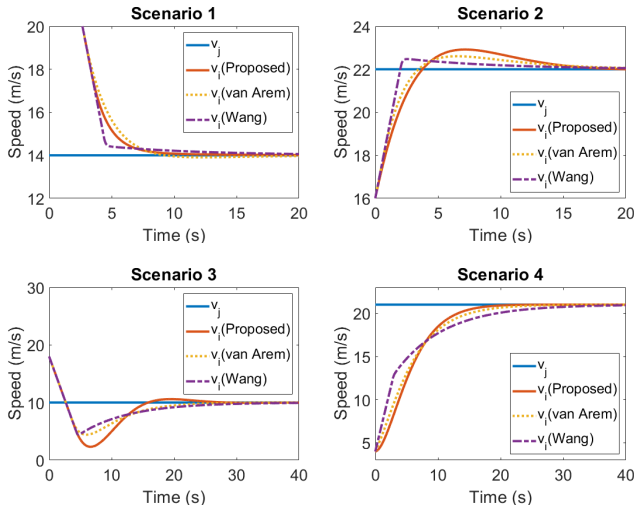 Scenario 1
20
18
16
14
12
Speed (m/s)
0 5 10 15 20
Time (s)
v_j
v_i(Proposed)
v_i(van Arem)
v_i(Wang)
Scenario 2
24
22
20
18
16
Speed (m/s)
0 5 10 15 20
Time (s)
v_j
v_i(Proposed)
v_i(van Arem)
v_i(Wang)
Scenario 3
30
20
10
0
Speed (m/s)
0 10 20 30 40
Time (s)
v_j
v_i(Proposed)
v_i(van Arem)
v_i(Wang)
Scenario 4
20
15
10
5
Speed (m/s)
0 10 20 30 40
Time (s)
v_j
v_i(Proposed)
v_i(van Arem)
v_i(Wang)